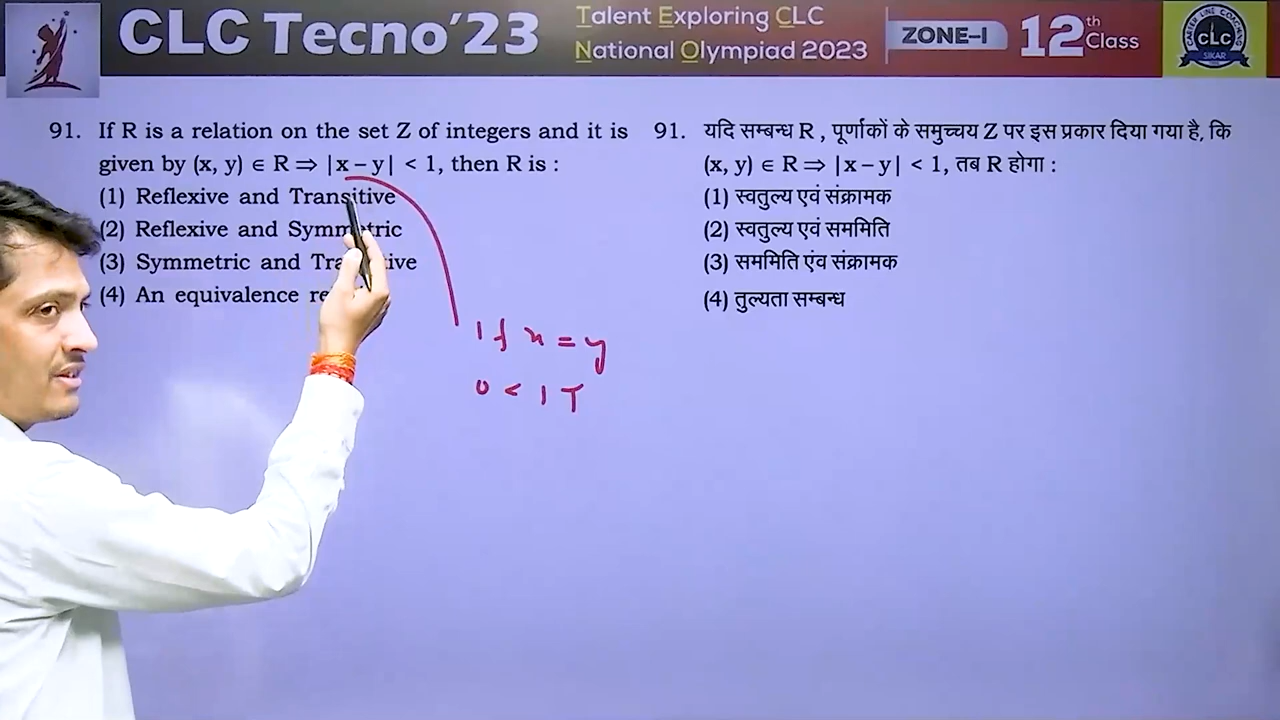 CLC Tecno'23
Talent Exploring CLC
National Olympiad 2023
ZONE-I
12th Class
CLC
SIKAR
91. If R is a relation on the set Z of integers and it is
given by (x, y) ∈ R ⇒ |x – y| < 1, then R is :
(1) Reflexive and Transitive
(2) Reflexive and Symmetric
(3) Symmetric and Tra itive
(4) An equivalence re
If x = y
0 < 1 T
91. यदि सम्बन्ध R , पूर्णाकों के समुच्चय Z पर इस प्रकार दिया गया है, कि
(x, y) ∈ R ⇒ |x – y| < 1, तब R होगा :
(1) स्वतुल्य एवं संक्रामक
(2) स्वतुल्य एवं सममिति
(3) सममिति एंव संक्रामक
(4) तुल्यता सम्बन्ध